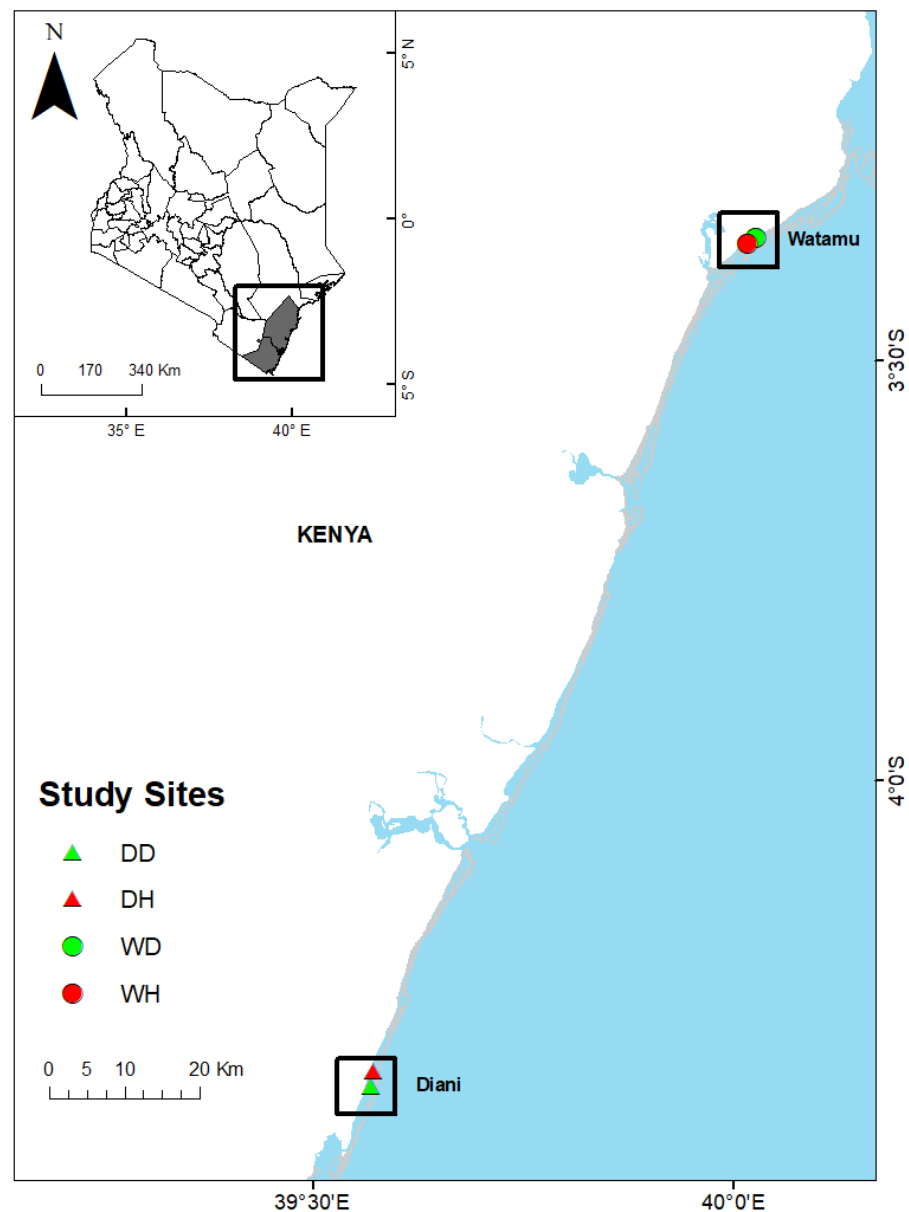 N
5°N
0°
5°S
0 170 340 Km
35° E 40° E
Watamu
3°30'S
KENYA
4°0'S
Study Sites
DD
DH
WD
WH
0 5 10 20 Km
Diani
39°30'E 40°0'E